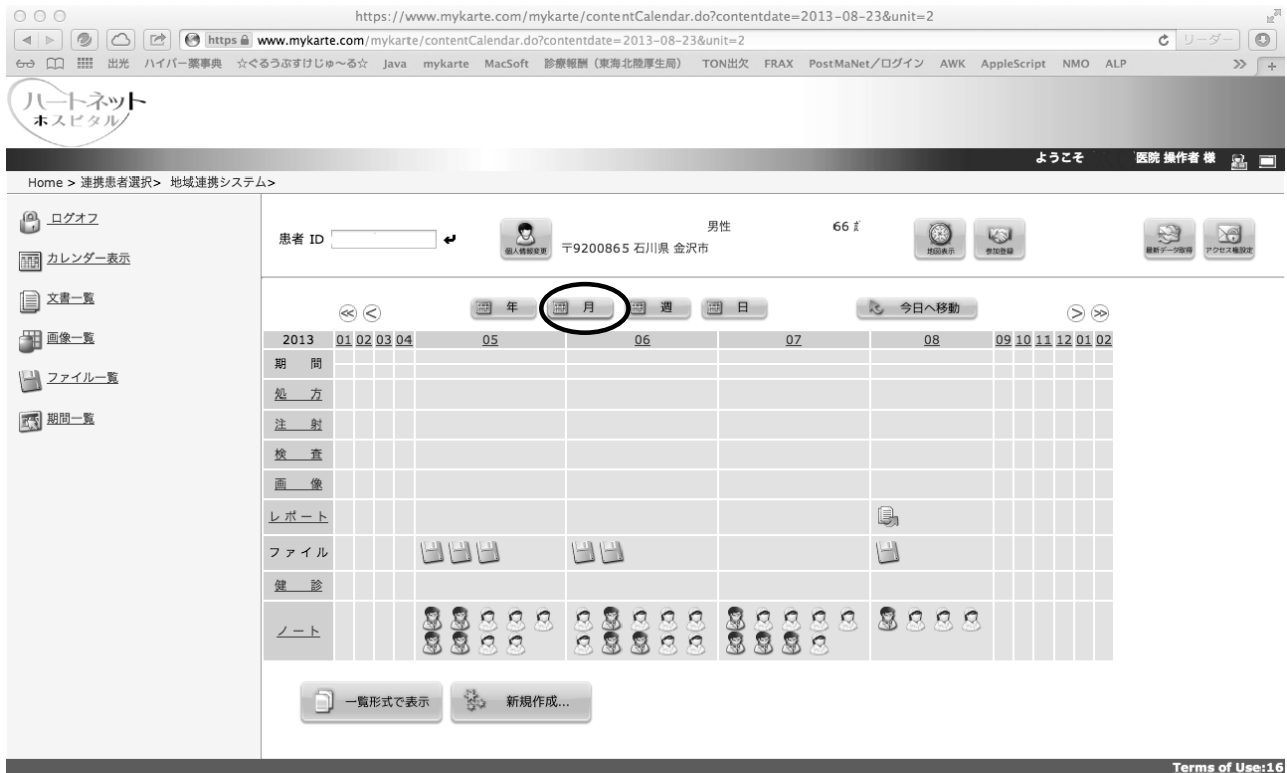 https://www.mykarte.com/mykarte/contentCalendar.do?contentdate=2013-08-23&unit=2
https www.mykarte.com/mykarte/contentCalendar.do?contentdate=2013-08-23&unit=2 リーダー
出光 ハイパー薬事典 ☆ぐるうぷすけじゅ〜る☆ Java mykarte MacSoft 診療報酬（東海北陸厚生局） TON出欠 FRAX PostMaNet／ログイン AWK AppleScript NMO ALP
ハートネット
ホスピタル
ようこそ 医院 操作者 様
Home > 連携患者選択> 地域連携システム>
ログオフ
カレンダー表示
文書一覧
画像一覧
ファイル一覧
期間一覧
患者 ID 個人情報変更 男性 66
〒9200865 石川県 金沢市
地図表示 参加登録 最新データ取得 アクセス権設定
年 月 週 日 今日へ移動
2013 01 02 03 04 05 06 07 08 09 10 11 12 01 02
期 間
処 方
注 射
検 査
画 像
レポート
ファイル
健 診
ノート
一覧形式で表示 新規作成...
Terms of Use:16